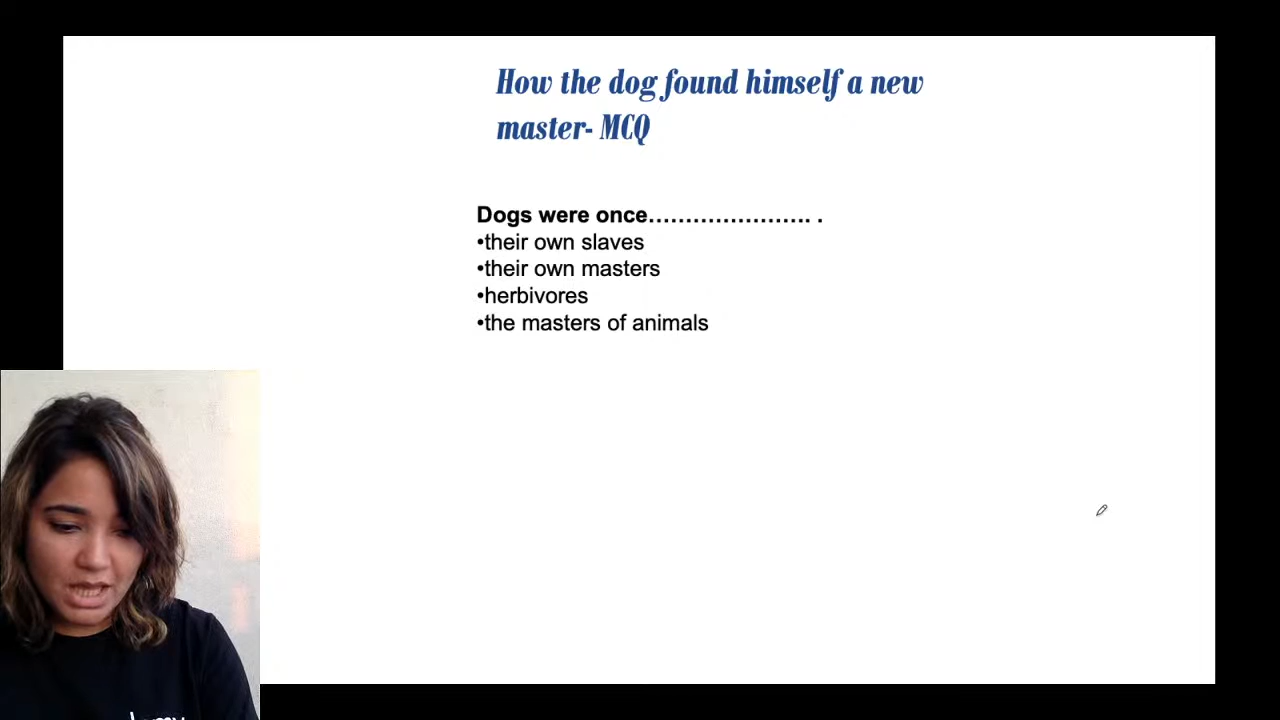 How the dog found himself a new
master- MCQ
Dogs were once...................... .
•their own slaves
•their own masters
•herbivores
•the masters of animals